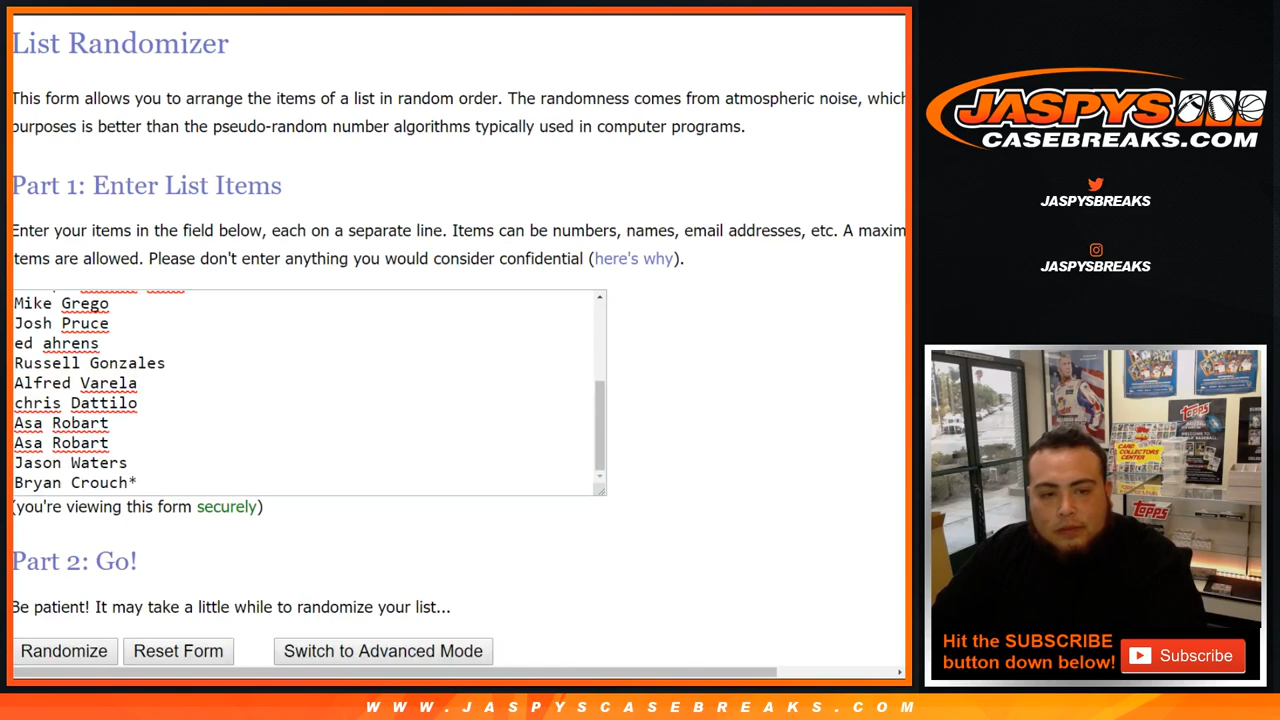 List Randomizer
This form allows you to arrange the items of a list in random order. The randomness comes from atmospheric noise, which
purposes is better than the pseudo-random number algorithms typically used in computer programs.
Part 1: Enter List Items
Enter your items in the field below, each on a separate line. Items can be numbers, names, email addresses, etc. A maxim
items are allowed. Please don't enter anything you would consider confidential (here's why).
Mike Grego
Josh Pruce
ed ahrens
Russell Gonzales
Alfred Varela
chris Dattilo
Asa Robart
Asa Robart
Jason Waters
Bryan Crouch*
(you're viewing this form securely)
Part 2: Go!
Be patient! It may take a little while to randomize your list...
Randomize Reset Form Switch to Advanced Mode
JASPYS
CASEBREAKS.COM
JASPYSBREAKS
JASPYSBREAKS
topps
CARD
COLLECTORS
CENTER
TOPPS
Hit the SUBSCRIBE
button down below!
Subscribe
WWW.JASPYSCASEBREAKS.COM